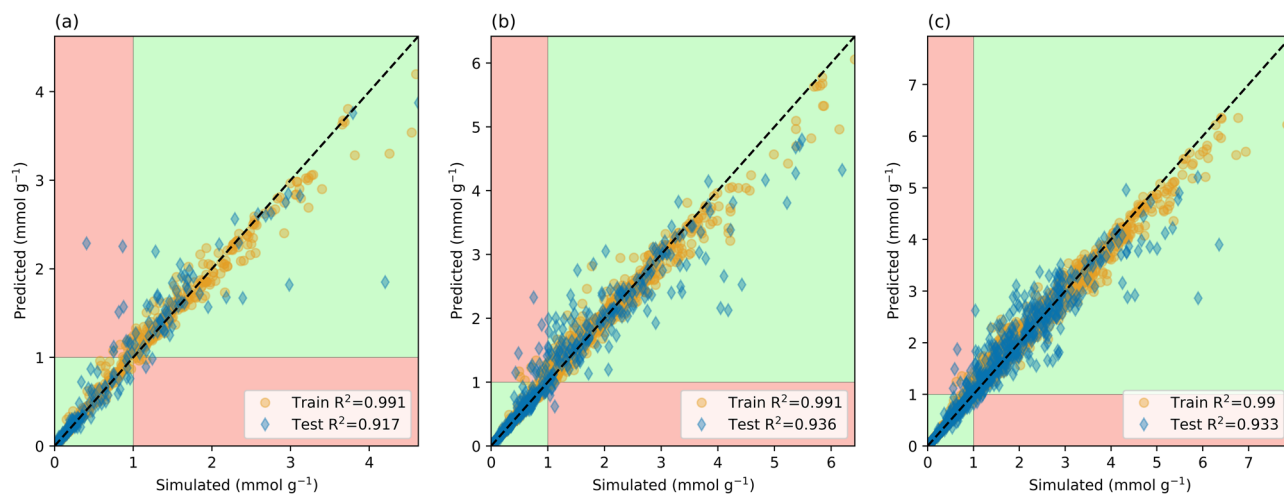 (a)
4
3
2
1
0
Predicted (mmol g⁻¹)
0 1 2 3 4
Simulated (mmol g⁻¹)
Train R²=0.991
Test R²=0.917
(b)
6
5
4
3
2
1
0
Predicted (mmol g⁻¹)
0 1 2 3 4 5 6
Simulated (mmol g⁻¹)
Train R²=0.991
Test R²=0.936
(c)
7
6
5
4
3
2
1
0
Predicted (mmol g⁻¹)
0 1 2 3 4 5 6 7
Simulated (mmol g⁻¹)
Train R²=0.99
Test R²=0.933